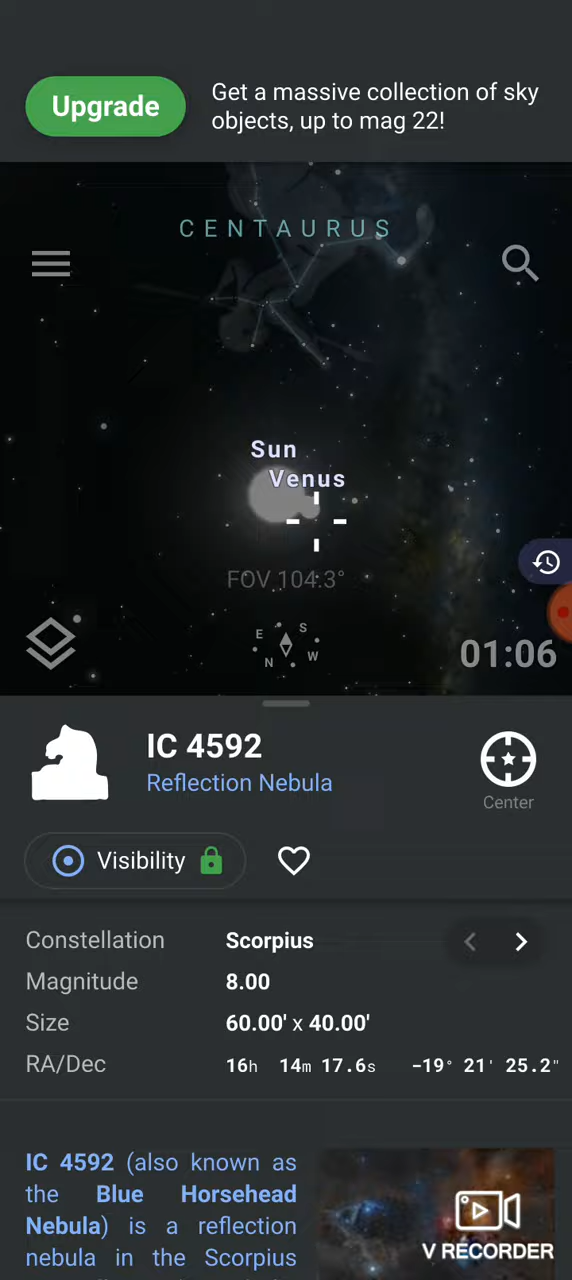 Upgrade
Get a massive collection of sky
objects, up to mag 22!
CENTAURUS
Sun
Venus
FOV 104.3°
E S
N W
01:06
IC 4592
Reflection Nebula
Center
Visibility
Constellation Scorpius
Magnitude 8.00
Size 60.00' x 40.00'
RA/Dec 16h 14m 17.6s -19° 21' 25.2"
IC 4592 (also known as
the Blue Horsehead
Nebula) is a reflection
nebula in the Scorpius
V RECORDER